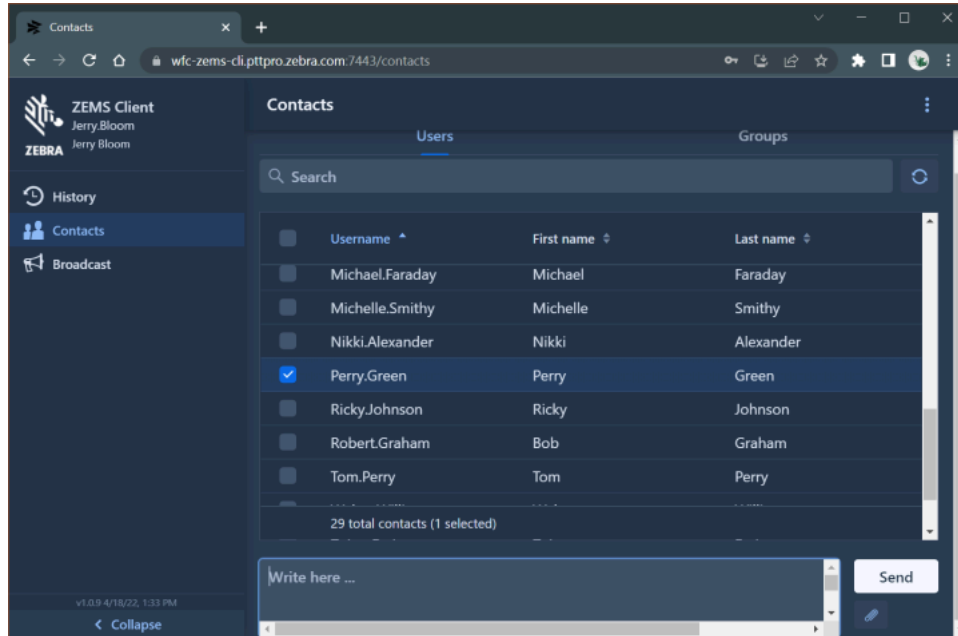 Contacts
wfc-zems-cli.pttpro.zebra.com:7443/contacts
ZEMS Client
Jerry.Bloom
Jerry Bloom
ZEBRA
History
Contacts
Broadcast
v1.0.9 4/18/22, 1:33 PM
Collapse
Contacts
Users Groups
Search
Username First name Last name
Michael.Faraday Michael Faraday
Michelle.Smithy Michelle Smithy
Nikki.Alexander Nikki Alexander
Perry.Green Perry Green
Ricky.Johnson Ricky Johnson
Robert.Graham Bob Graham
Tom.Perry Tom Perry
29 total contacts (1 selected)
Write here ...
Send